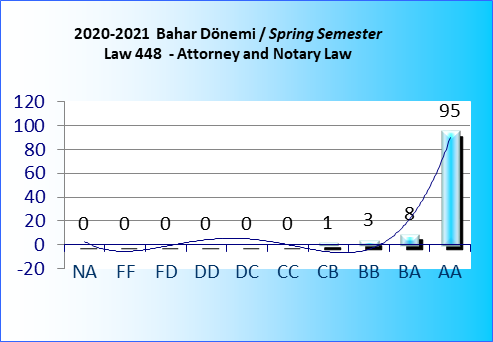 2020-2021 Bahar Dönemi / Spring Semester
Law 448 - Attorney and Notary Law
120
100
80
60
40
20
0
-20
0 0 0 0 0 0 1 3 8 95
NA FF FD DD DC CC CB BB BA AA